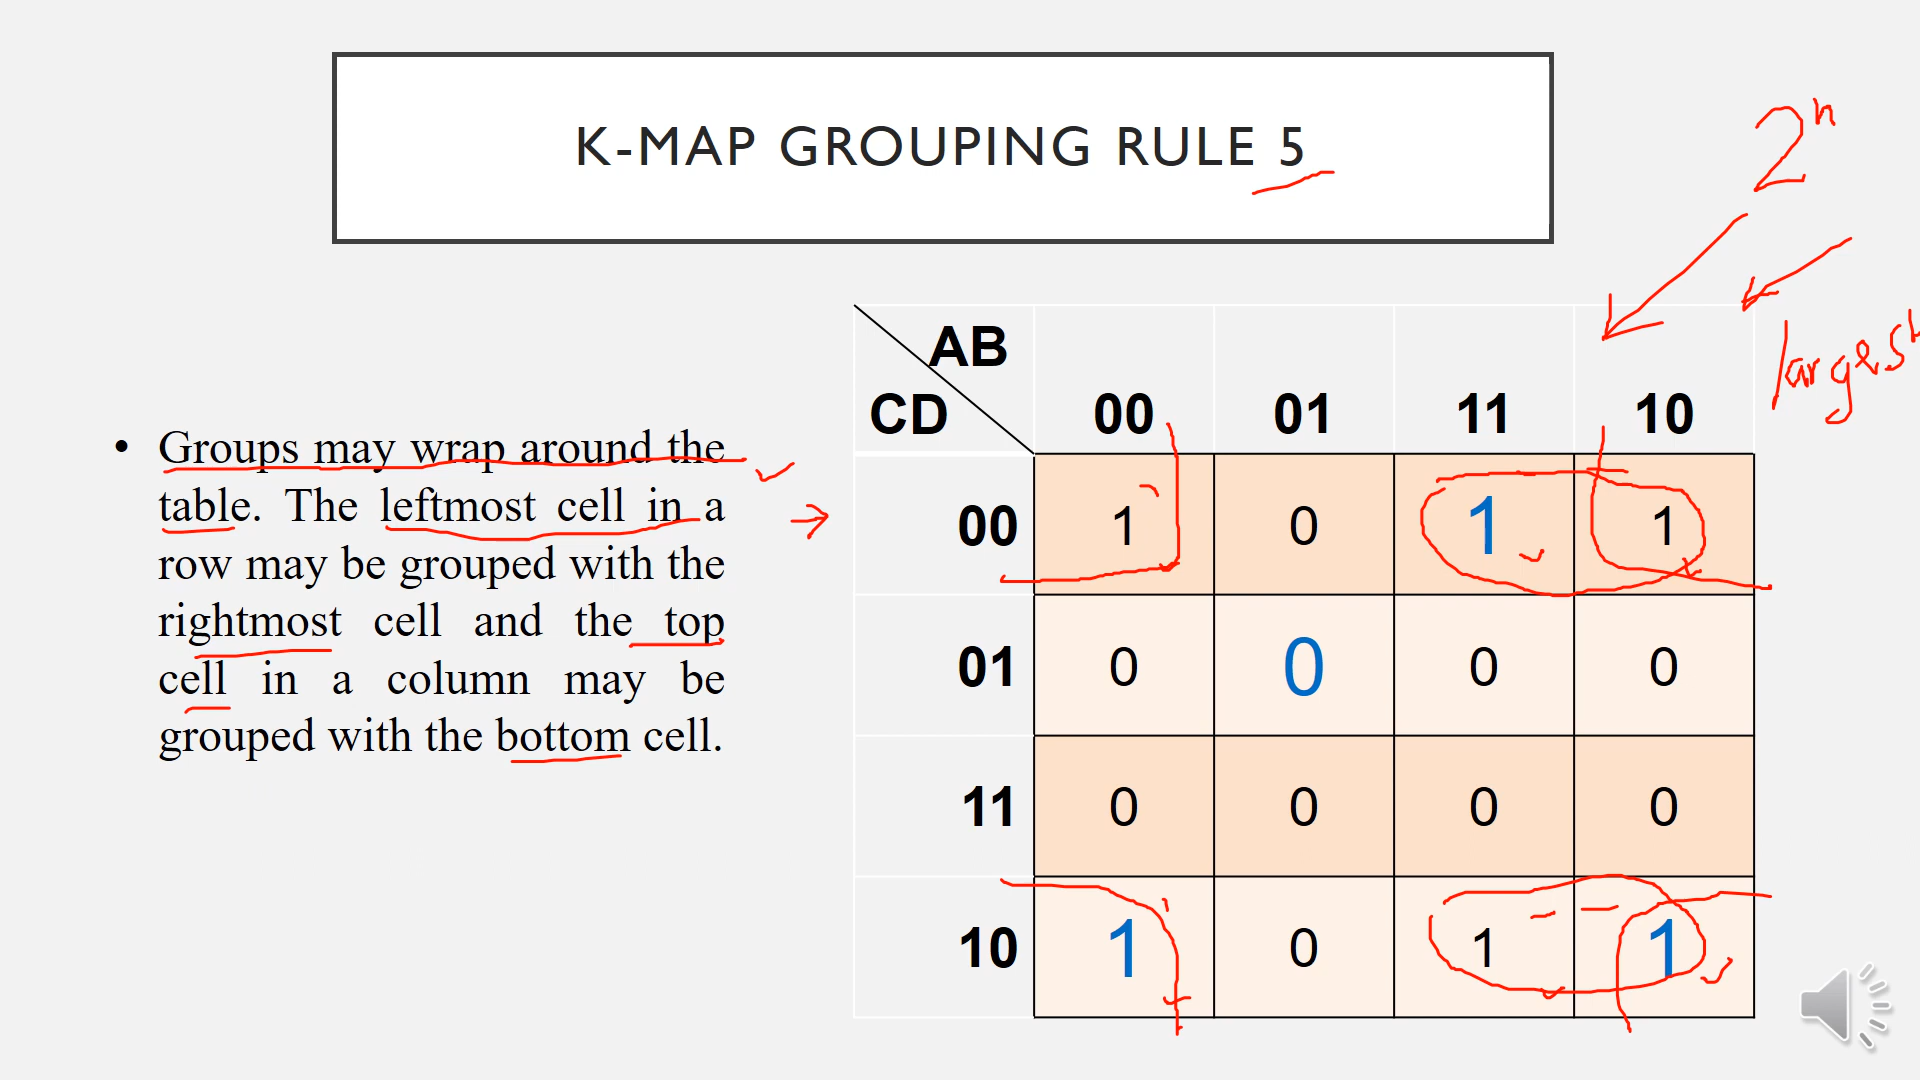 K-MAP GROUPING RULE 5
2ⁿ
largest
• Groups may wrap around the
table. The leftmost cell in a
row may be grouped with the
rightmost cell and the top
cell in a column may be
grouped with the bottom cell.
AB
CD 00 01 11 10
00 1 0 1 1
01 0 0 0 0
11 0 0 0 0
10 1 0 1 1